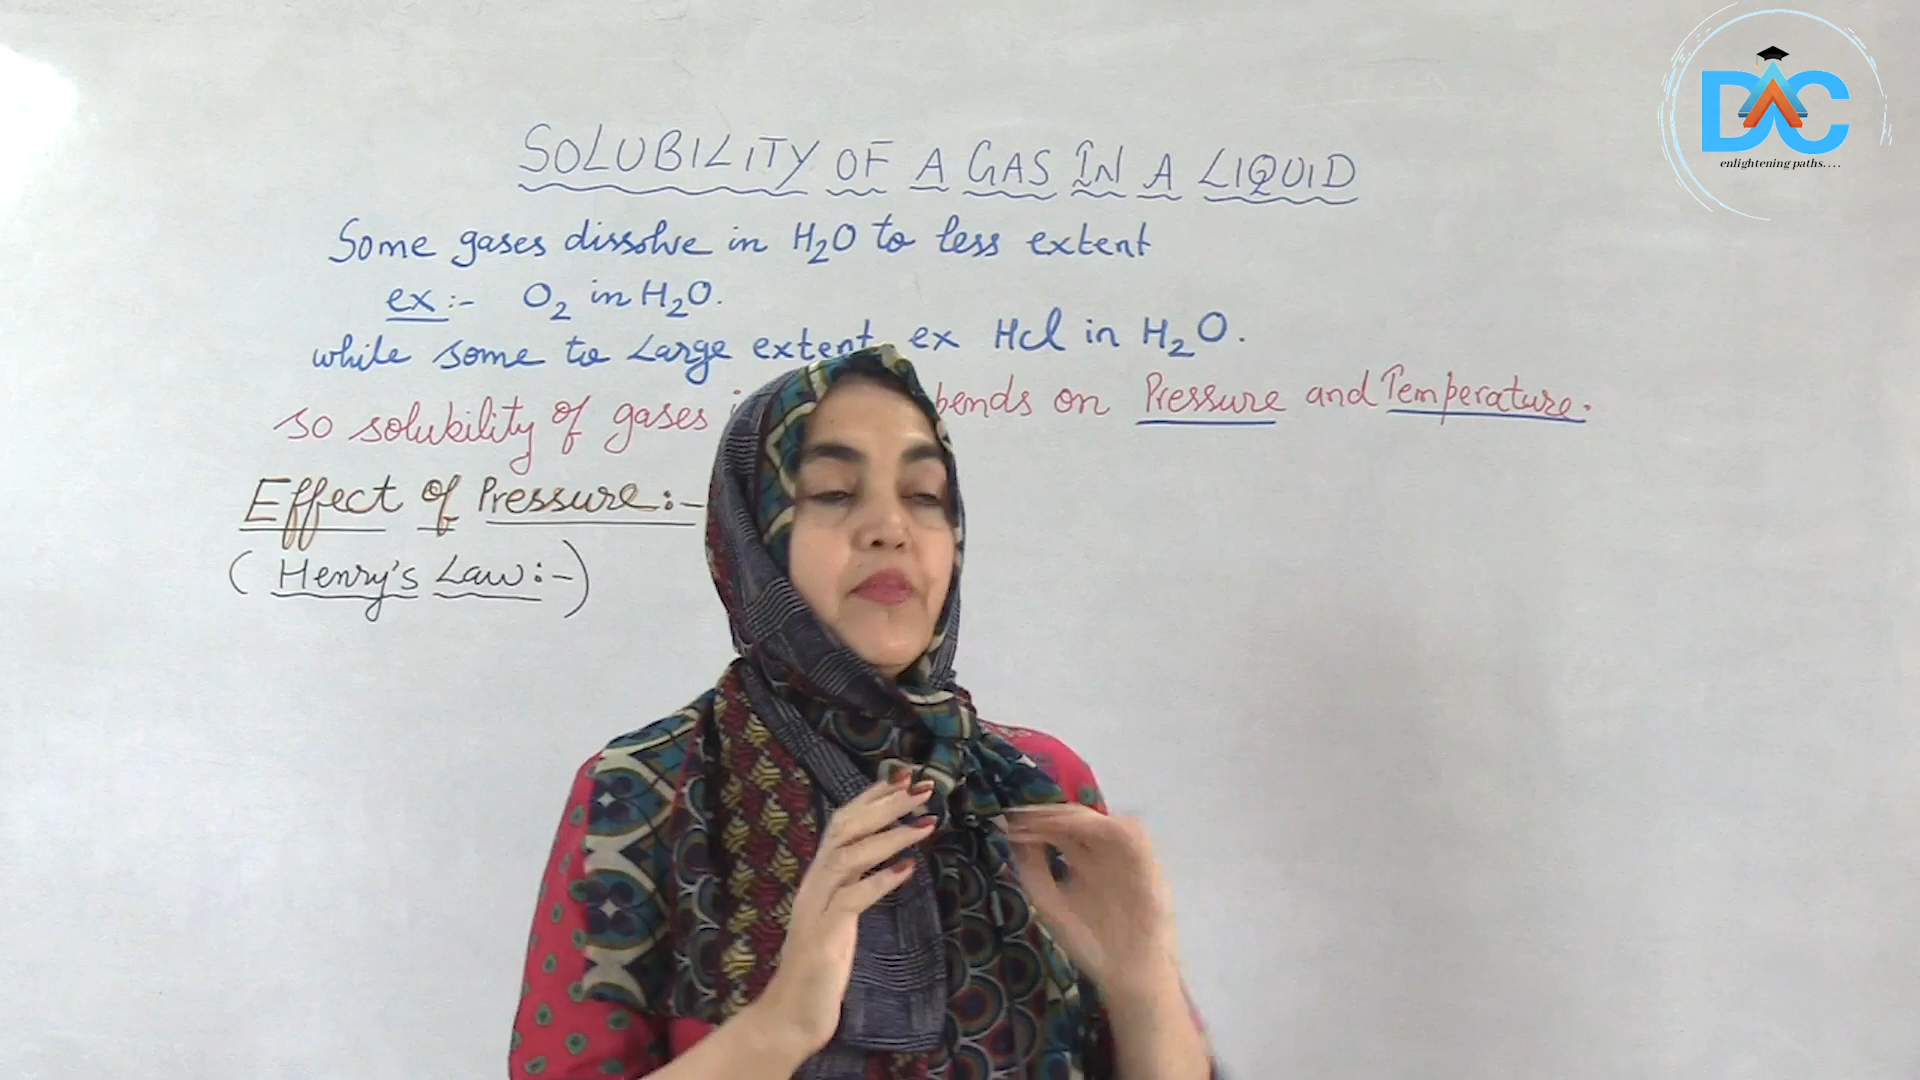 DAC
enlightening paths....
SOLUBILITY OF A GAS IN A LIQUID
Some gases dissolve in H2O to less extent
ex :- O2 in H2O.
while some to Large extent, ex HCl in H2O.
so solubility of gases on Pressure and Temperature.
Effect of Pressure:-
( Henry's Law:-)